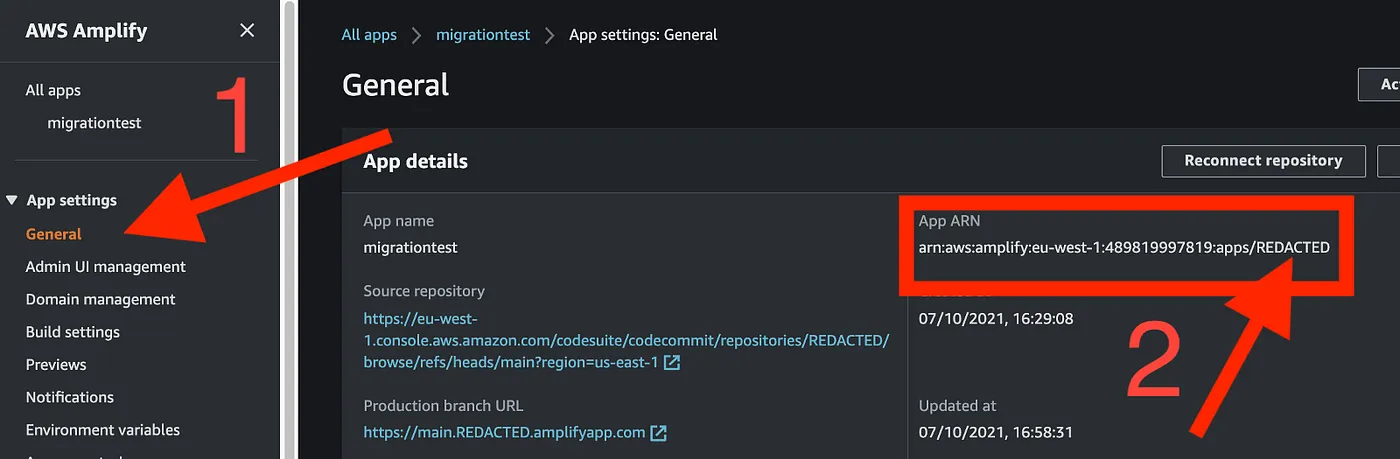 AWS Amplify
All apps
migrationtest
1
App settings
General
Admin UI management
Domain management
Build settings
Previews
Notifications
Environment variables
All apps > migrationtest > App settings: General
General
App details
Reconnect repository
App name
migrationtest
Source repository
https://eu-west-
1.console.aws.amazon.com/codesuite/codecommit/repositories/REDACTED/
browse/refs/heads/main?region=us-east-1
Production branch URL
https://main.REDACTED.amplifyapp.com
App ARN
arn:aws:amplify:eu-west-1:489819997819:apps/REDACTED
07/10/2021, 16:29:08
2
Updated at
07/10/2021, 16:58:31